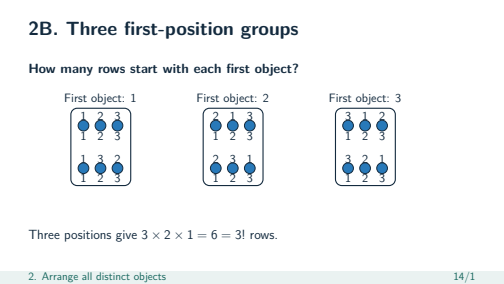 2B. Three first-position groups
How many rows start with each first object?
First object: 1 First object: 2 First object: 3
1 2 3 2 1 3 3 1 2
1 2 3 1 2 3 1 2 3
1 3 2 2 3 1 3 2 1
1 2 3 1 2 3 1 2 3
Three positions give 3 × 2 × 1 = 6 = 3! rows.
2. Arrange all distinct objects 14/1